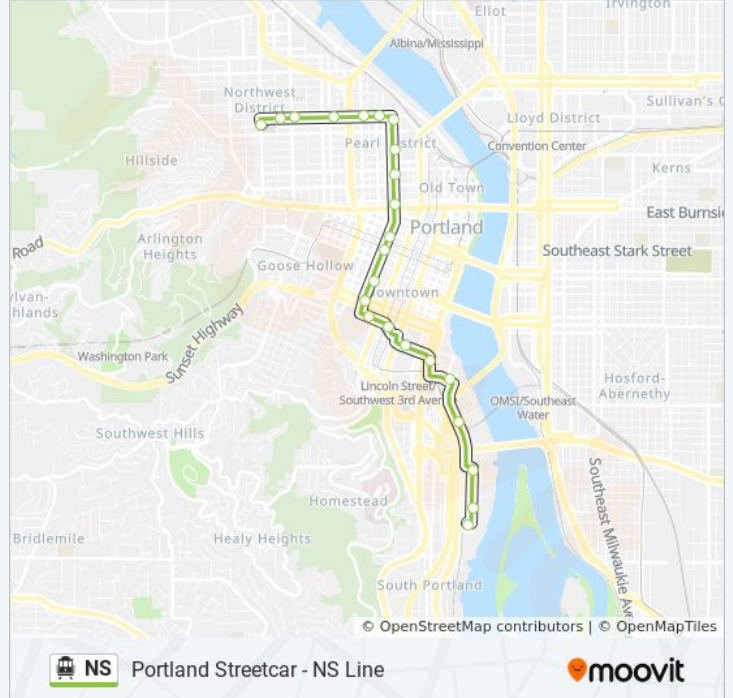 Eliot
Irvington
Albina/Mississippi
Northwest
District
Sullivan's C
Lloyd District
Pearl District
Convention Center
Hillside
Kerns
Old Town
East Burnsi
Portland
Road
Arlington
Heights
Goose Hollow
Southeast Stark Street
ylvan-
hlands
Downtown
Sunset Highway
Washington Park
Hosford-
Abernethy
Lincoln Street/
Southwest 3rd Aven
OMSI/Southeast
Water
Southwest Hills
Southeast Milwaukie Av
Homestead
Bridlemile
Healy Heights
South Portland
© OpenStreetMap contributors | © OpenMapTiles
NS Portland Streetcar - NS Line
moovit